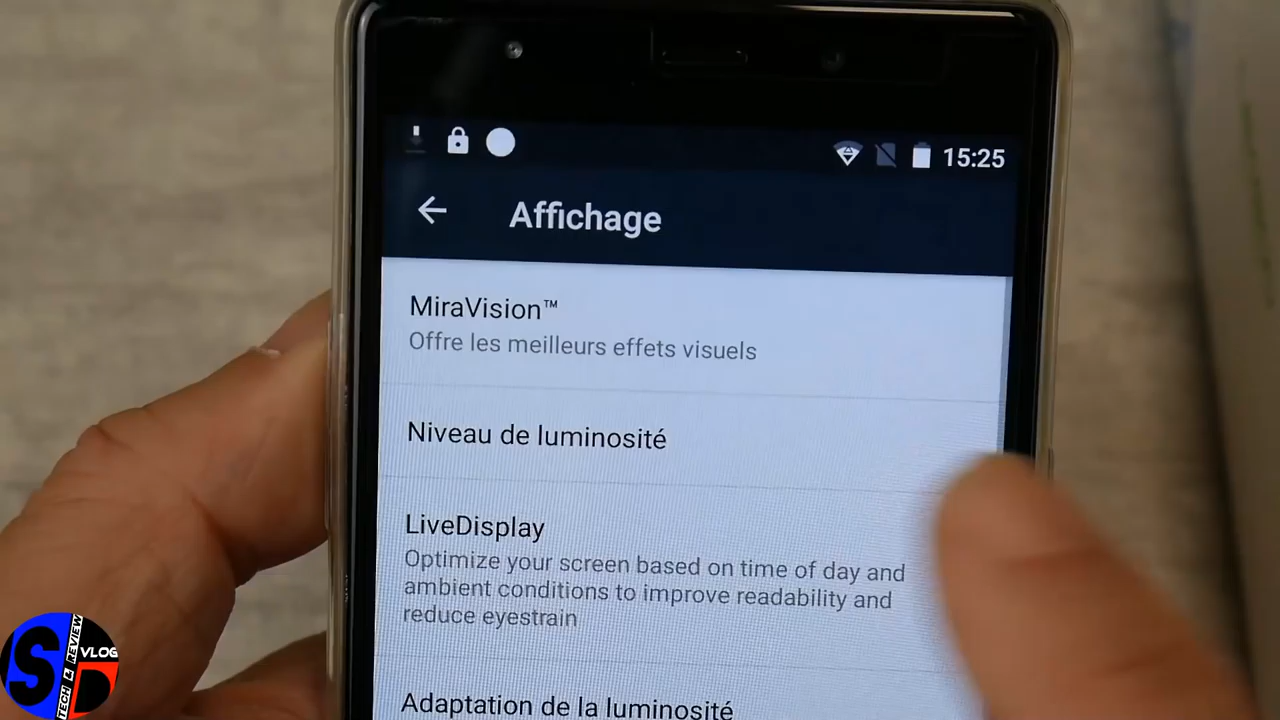 15:25
Affichage
MiraVision™
Offre les meilleurs effets visuels
Niveau de luminosité
LiveDisplay
Optimize your screen based on time of day and
ambient conditions to improve readability and
reduce eyestrain
Adaptation de la luminosité
SD
TECH & REVIEW
VLOG